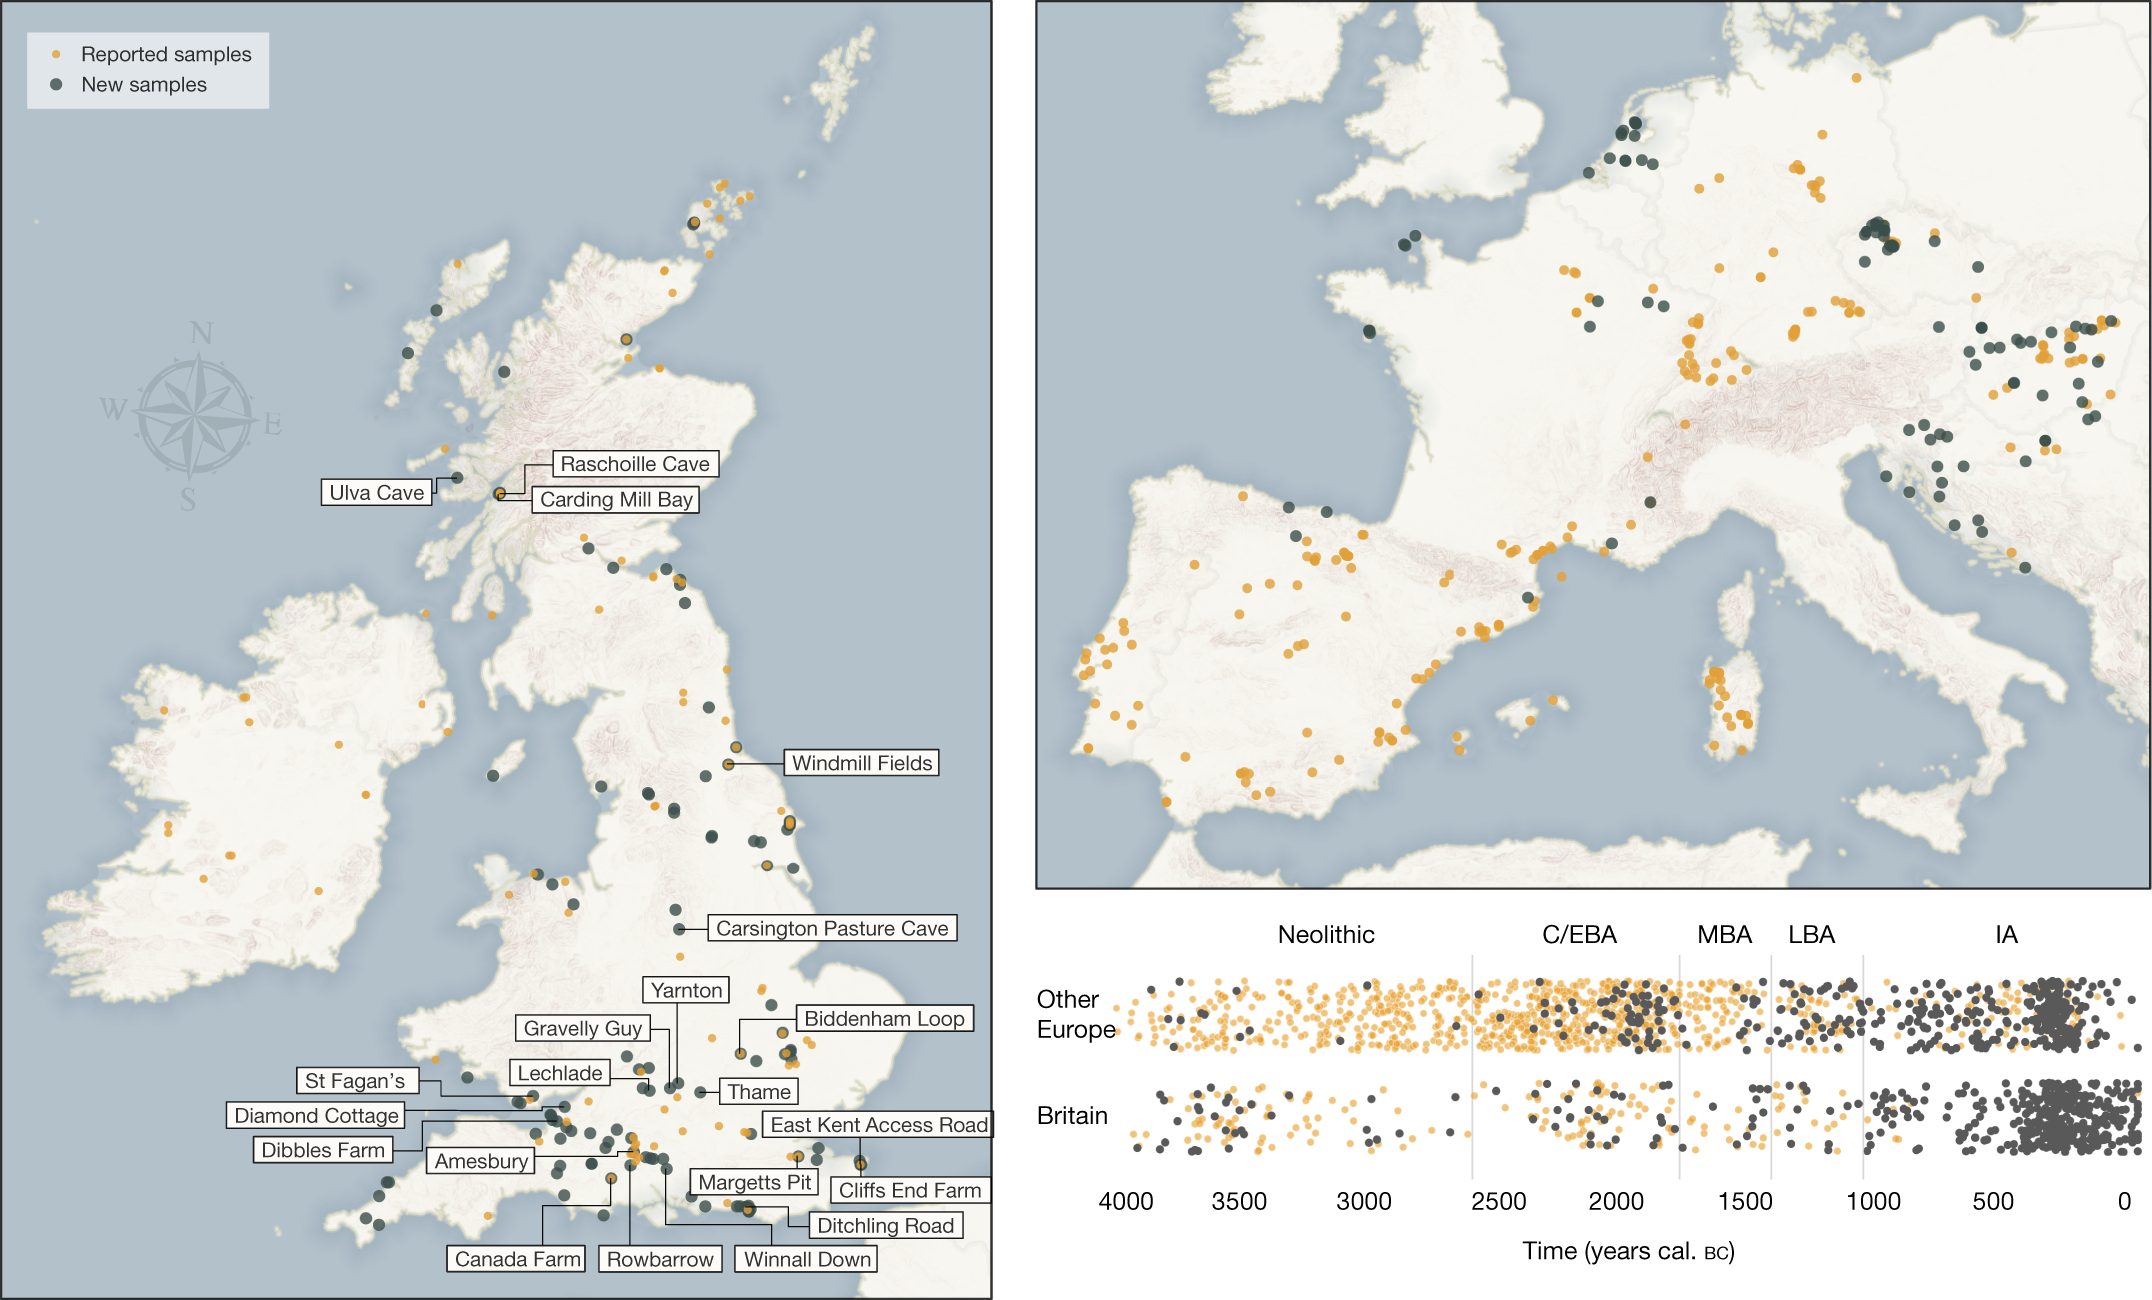 Reported samples
New samples
N
W
E
S
Raschoille Cave
Ulva Cave
Carding Mill Bay
Windmill Fields
Carsington Pasture Cave
Yarnton
Gravelly Guy
Biddenham Loop
Lechlade
St Fagan's
Thame
Diamond Cottage
East Kent Access Road
Dibbles Farm
Amesbury
Margetts Pit
Cliffs End Farm
Ditchling Road
Canada Farm
Rowbarrow
Winnall Down
Neolithic
C/EBA
MBA
LBA
IA
Other
Europe
Britain
4000
3500
3000
2500
2000
1500
1000
500
0
Time (years cal. BC)